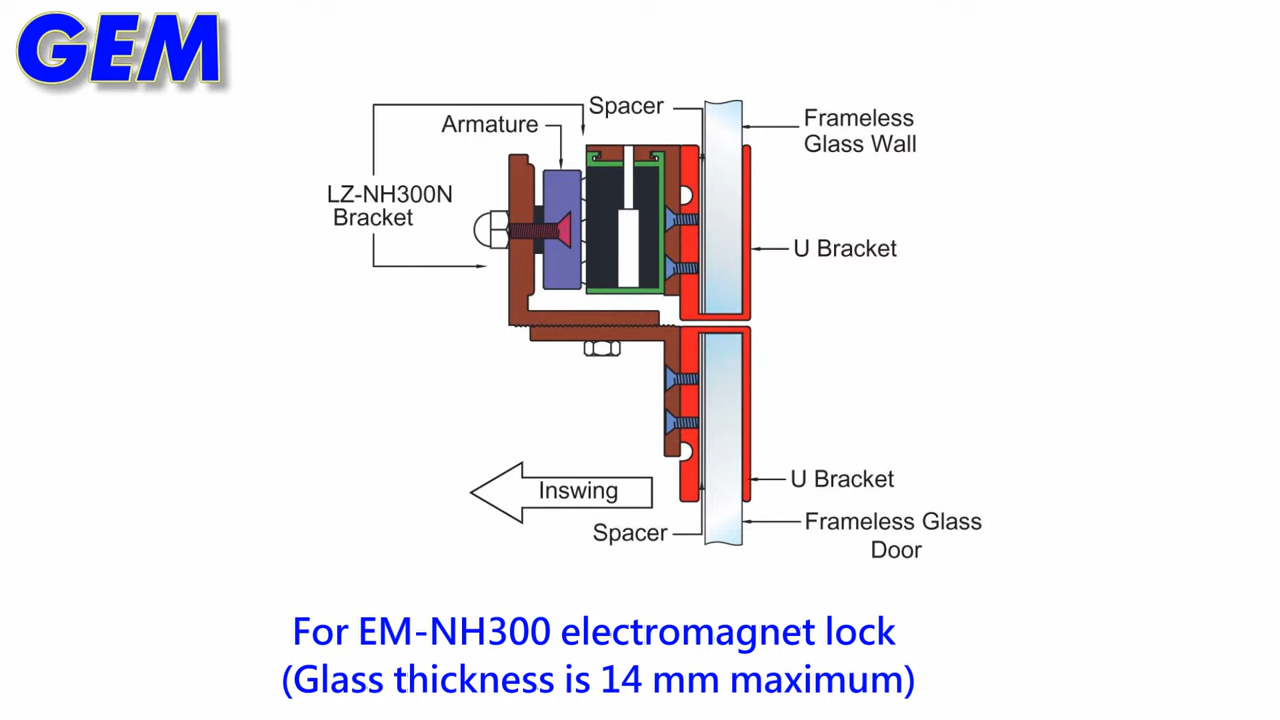 GEM
Spacer
Armature
Frameless
Glass Wall
LZ-NH300N
Bracket
U Bracket
Inswing
U Bracket
Spacer
Frameless Glass
Door
For EM-NH300 electromagnet lock
(Glass thickness is 14 mm maximum)